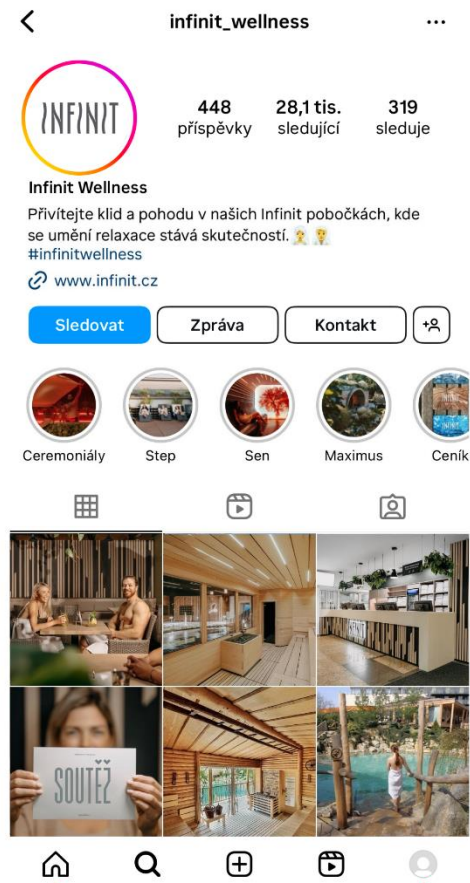 infinit_wellness
INFINIT
448
příspěvky
28,1 tis.
sledující
319
sleduje
Infinit Wellness
Přivítejte klid a pohodu v našich Infinit pobočkách, kde
se umění relaxace stává skutečností.
#infinitwellness
www.infinit.cz
Sledovat
Zpráva
Kontakt
Ceremoniály
Step
Sen
Maximus
Ceník
SOUTĚŽ